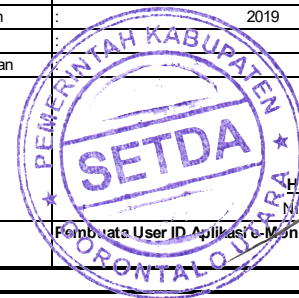 n : 2019
:
an :
PEMERINTAH KABUPATEN
SETDA
GORONTALO UTARA
H
N
Pembuata User ID Aplikasi e-Mon